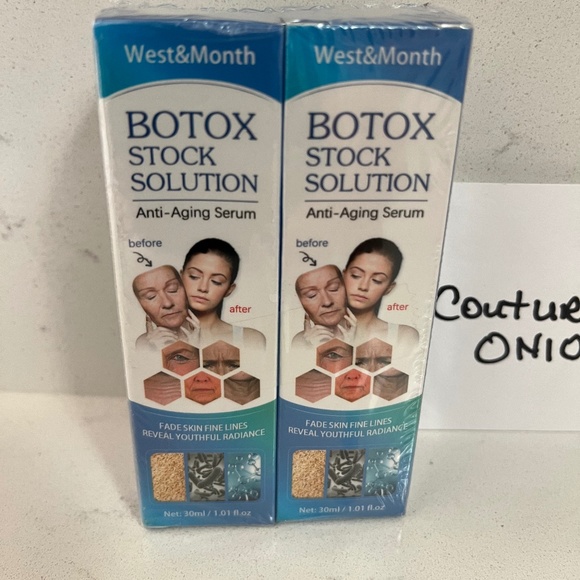 West&Month
BOTOX
STOCK
SOLUTION
Anti-Aging Serum
before
after
FADE SKIN FINE LINES
REVEAL YOUTHFUL RADIANCE
Net: 30ml / 1.01 fl.oz
West&Month
BOTOX
STOCK
SOLUTION
Anti-Aging Serum
before
after
FADE SKIN FINE LINES
REVEAL YOUTHFUL RADIANCE
Net: 30ml / 1.01 fl.oz
Coutur
ONIO